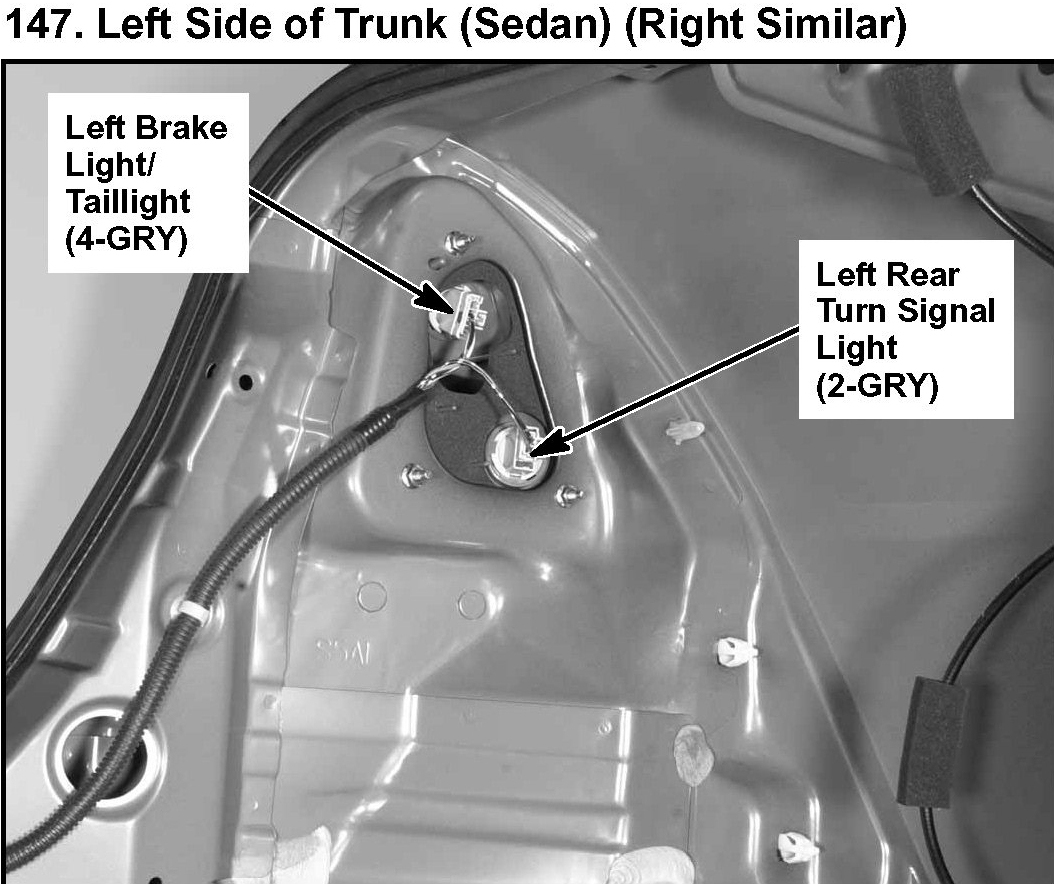 147. Left Side of Trunk (Sedan) (Right Similar)
Left Brake
Light/
Taillight
(4-GRY)
Left Rear
Turn Signal
Light
(2-GRY)